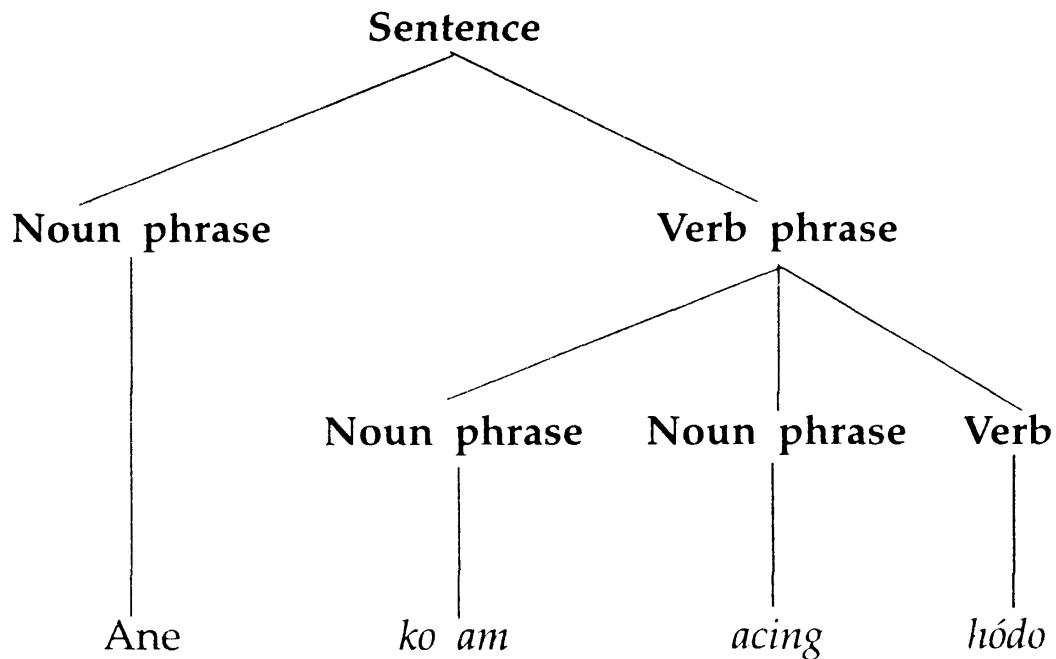 Sentence
Noun phrase Verb phrase
Noun phrase Noun phrase Verb
Ane ko am acing hódo